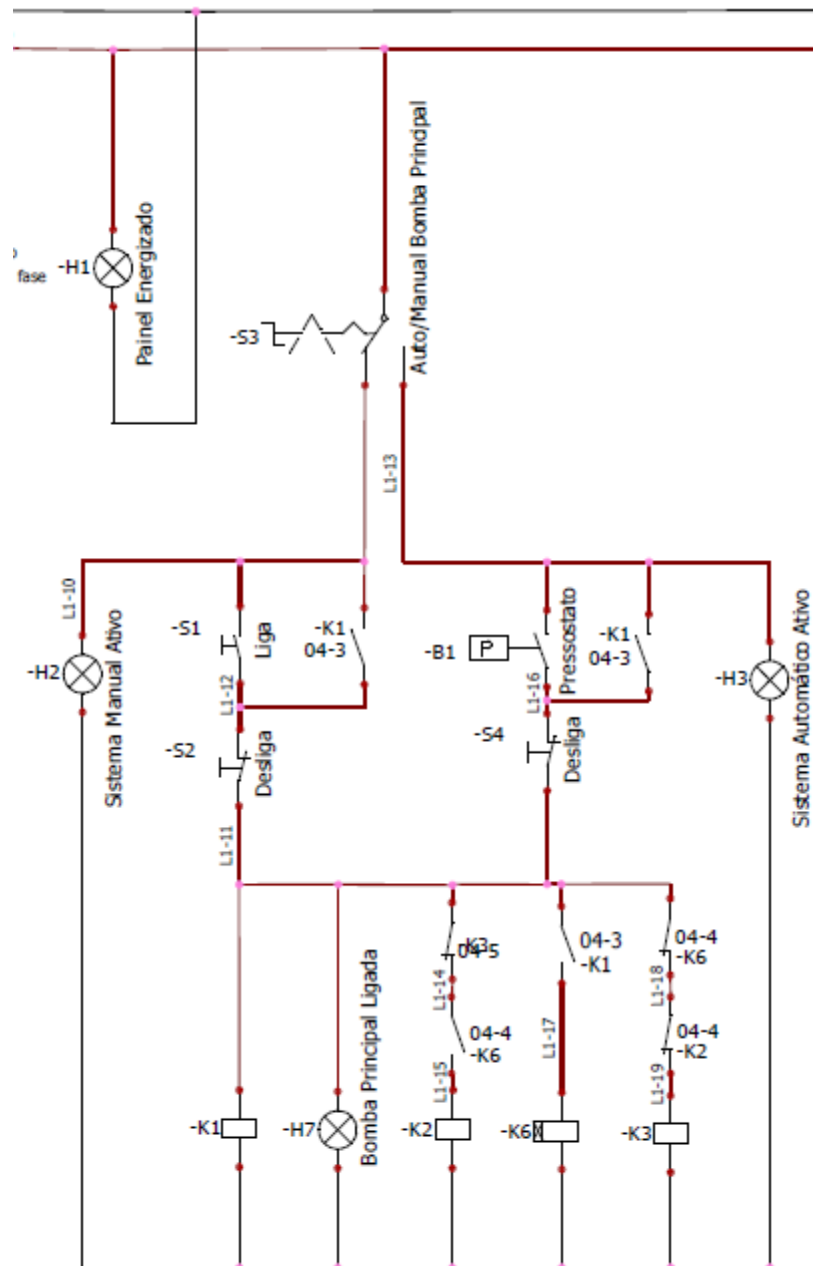 -H1
fase
Painel Energizado
-S3
Auto/Manual Bomba Principal
L1-13
L1-10
-H2
Sistema Manual Ativo
-S1
Liga
-K1
04-3
L1-12
-S2
Desliga
L1-11
-B1
P
Pressostato
-K1
04-3
L1-16
-S4
Desliga
-H3
Sistema Automático Ativo
-K3
04-5
L1-14
04-4
-K6
L1-15
04-3
-K1
L1-17
04-4
-K6
L1-18
04-4
-K2
L1-19
-K1
-H7
Bomba Principal Ligada
-K2
-K6
-K3